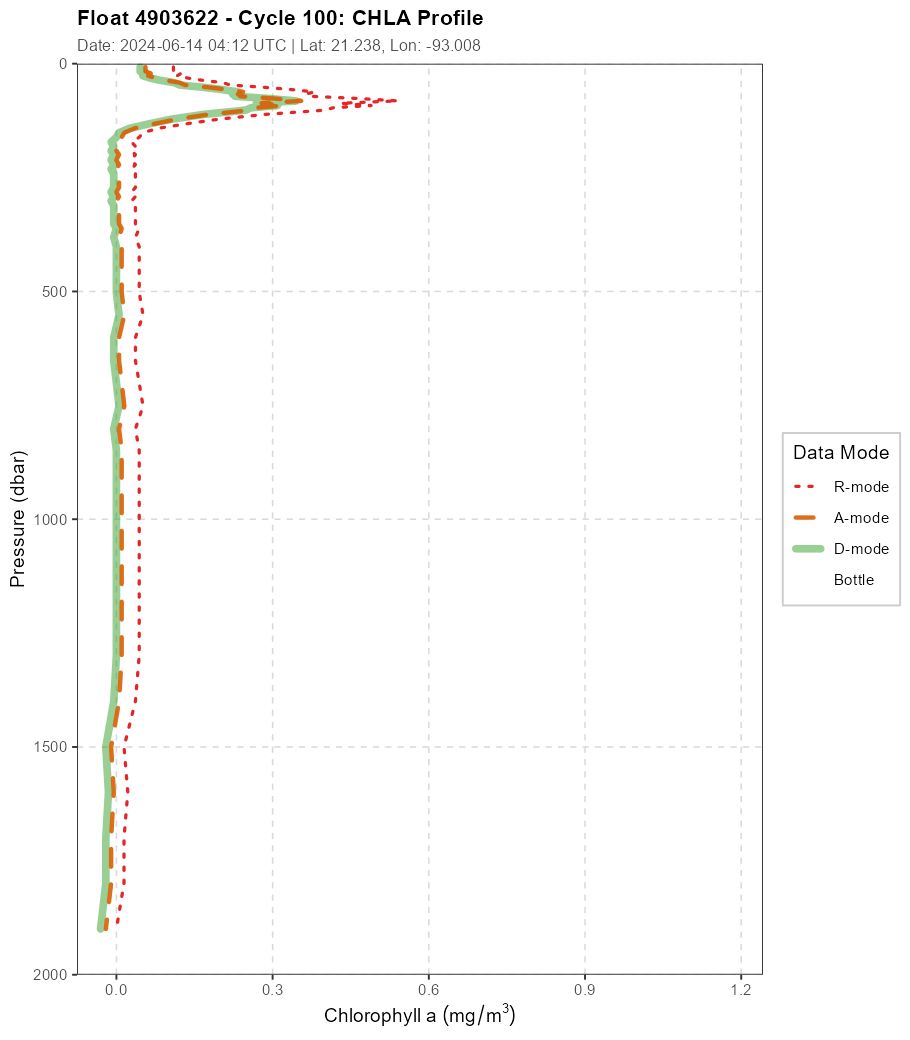 Float 4903622 - Cycle 100: CHLA Profile
Date: 2024-06-14 04:12 UTC | Lat: 21.238, Lon: -93.008
0
500
1000
1500
2000
Pressure (dbar)
0.0 0.3 0.6 0.9 1.2
Chlorophyll a (mg/m³)
Data Mode
R-mode
A-mode
D-mode
Bottle